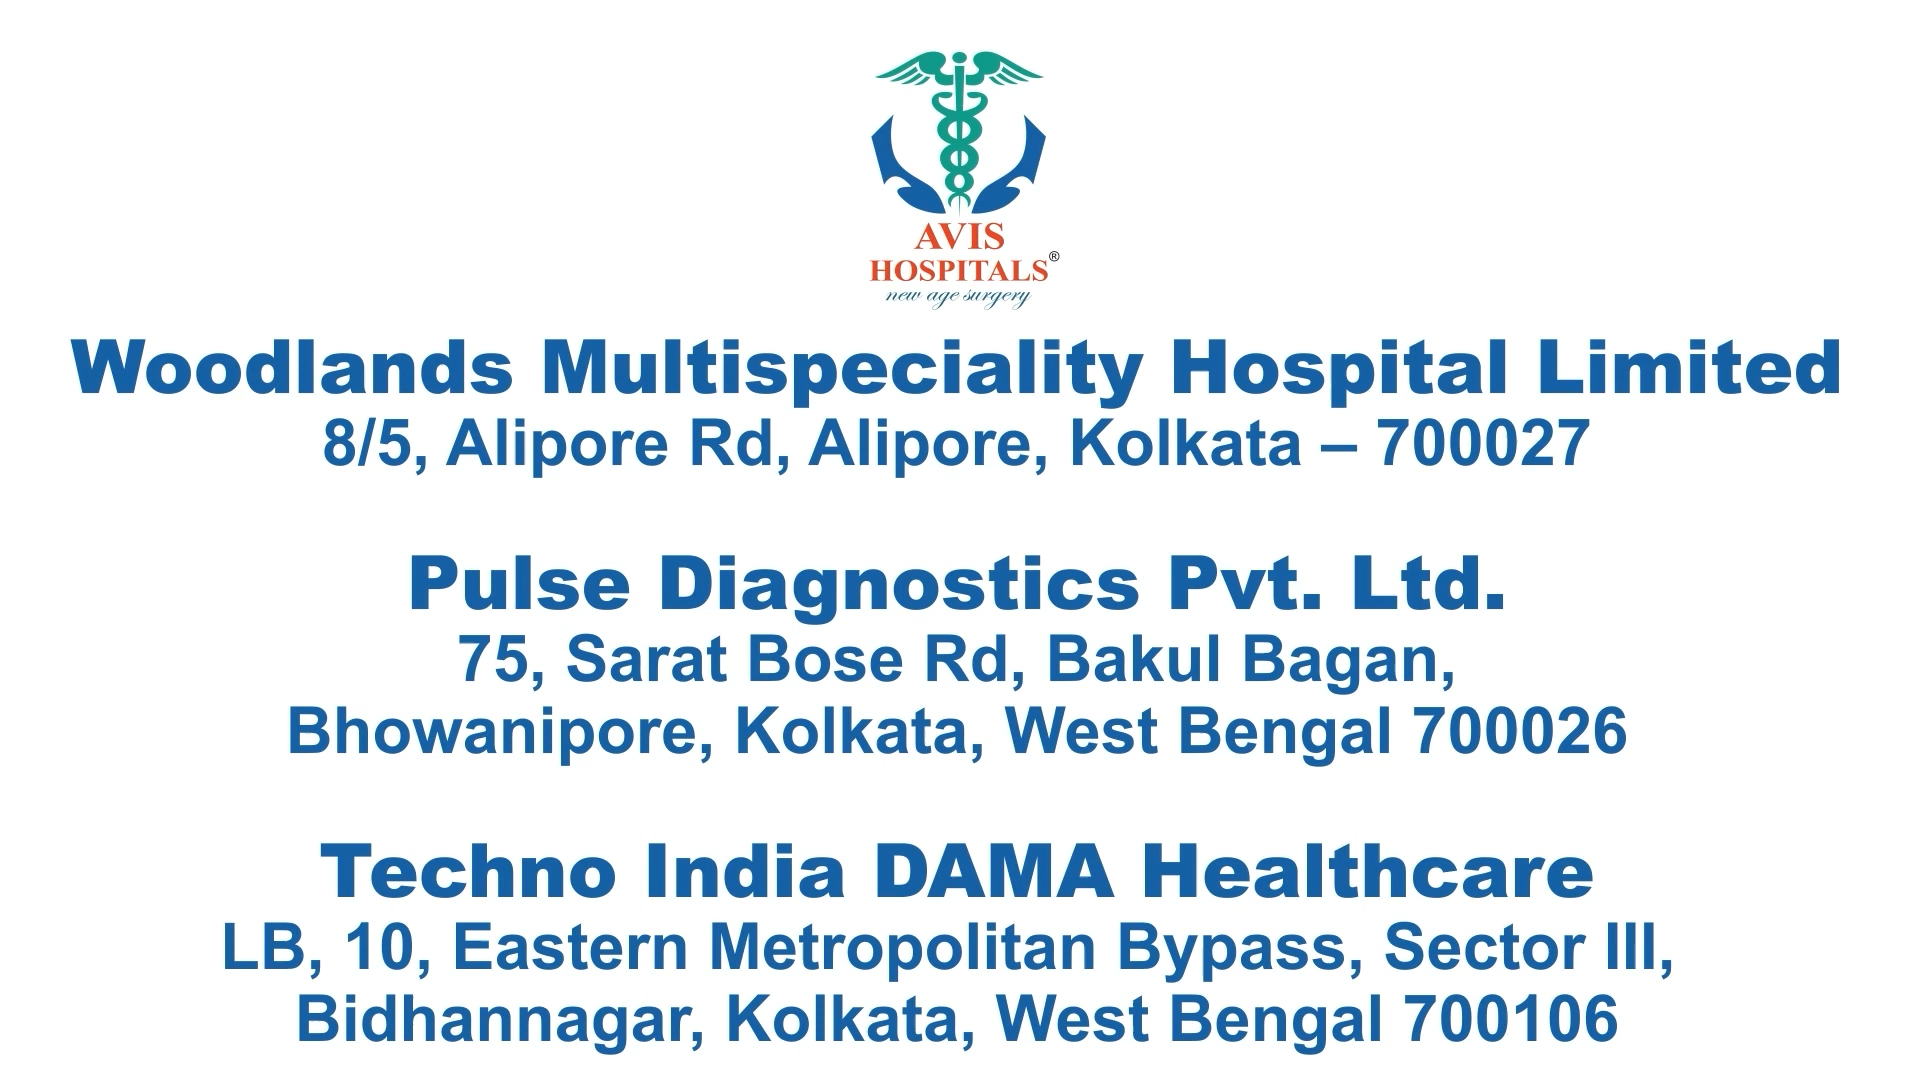 AVIS
HOSPITALS®
new age surgery
Woodlands Multispeciality Hospital Limited
8/5, Alipore Rd, Alipore, Kolkata – 700027
Pulse Diagnostics Pvt. Ltd.
75, Sarat Bose Rd, Bakul Bagan,
Bhowanipore, Kolkata, West Bengal 700026
Techno India DAMA Healthcare
LB, 10, Eastern Metropolitan Bypass, Sector III,
Bidhannagar, Kolkata, West Bengal 700106